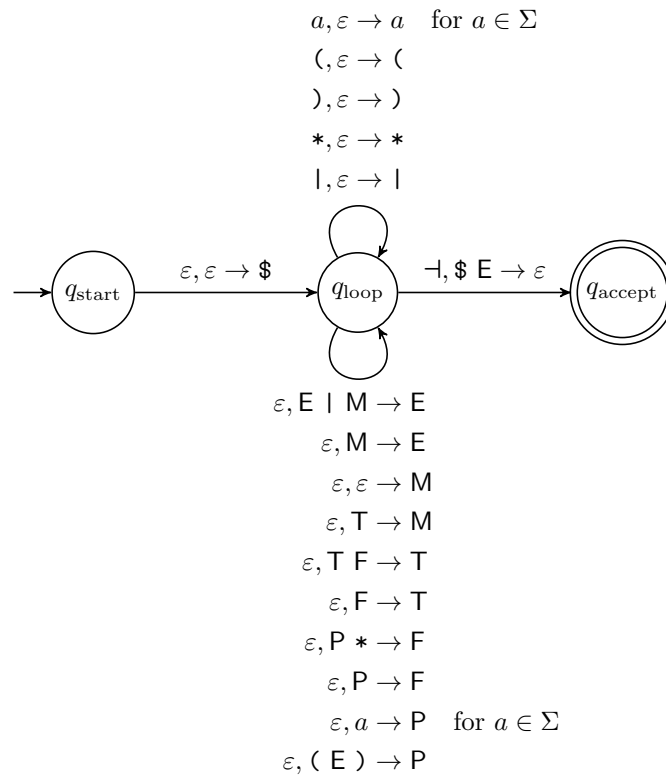 a, ε → a for a ∈ Σ
(, ε → (
), ε → )
*, ε → *
|, ε → |
q_start
ε, ε → $
q_loop
⊣, $ E → ε
q_accept
ε, E | M → E
ε, M → E
ε, ε → M
ε, T → M
ε, T F → T
ε, F → T
ε, P * → F
ε, P → F
ε, a → P for a ∈ Σ
ε, ( E ) → P